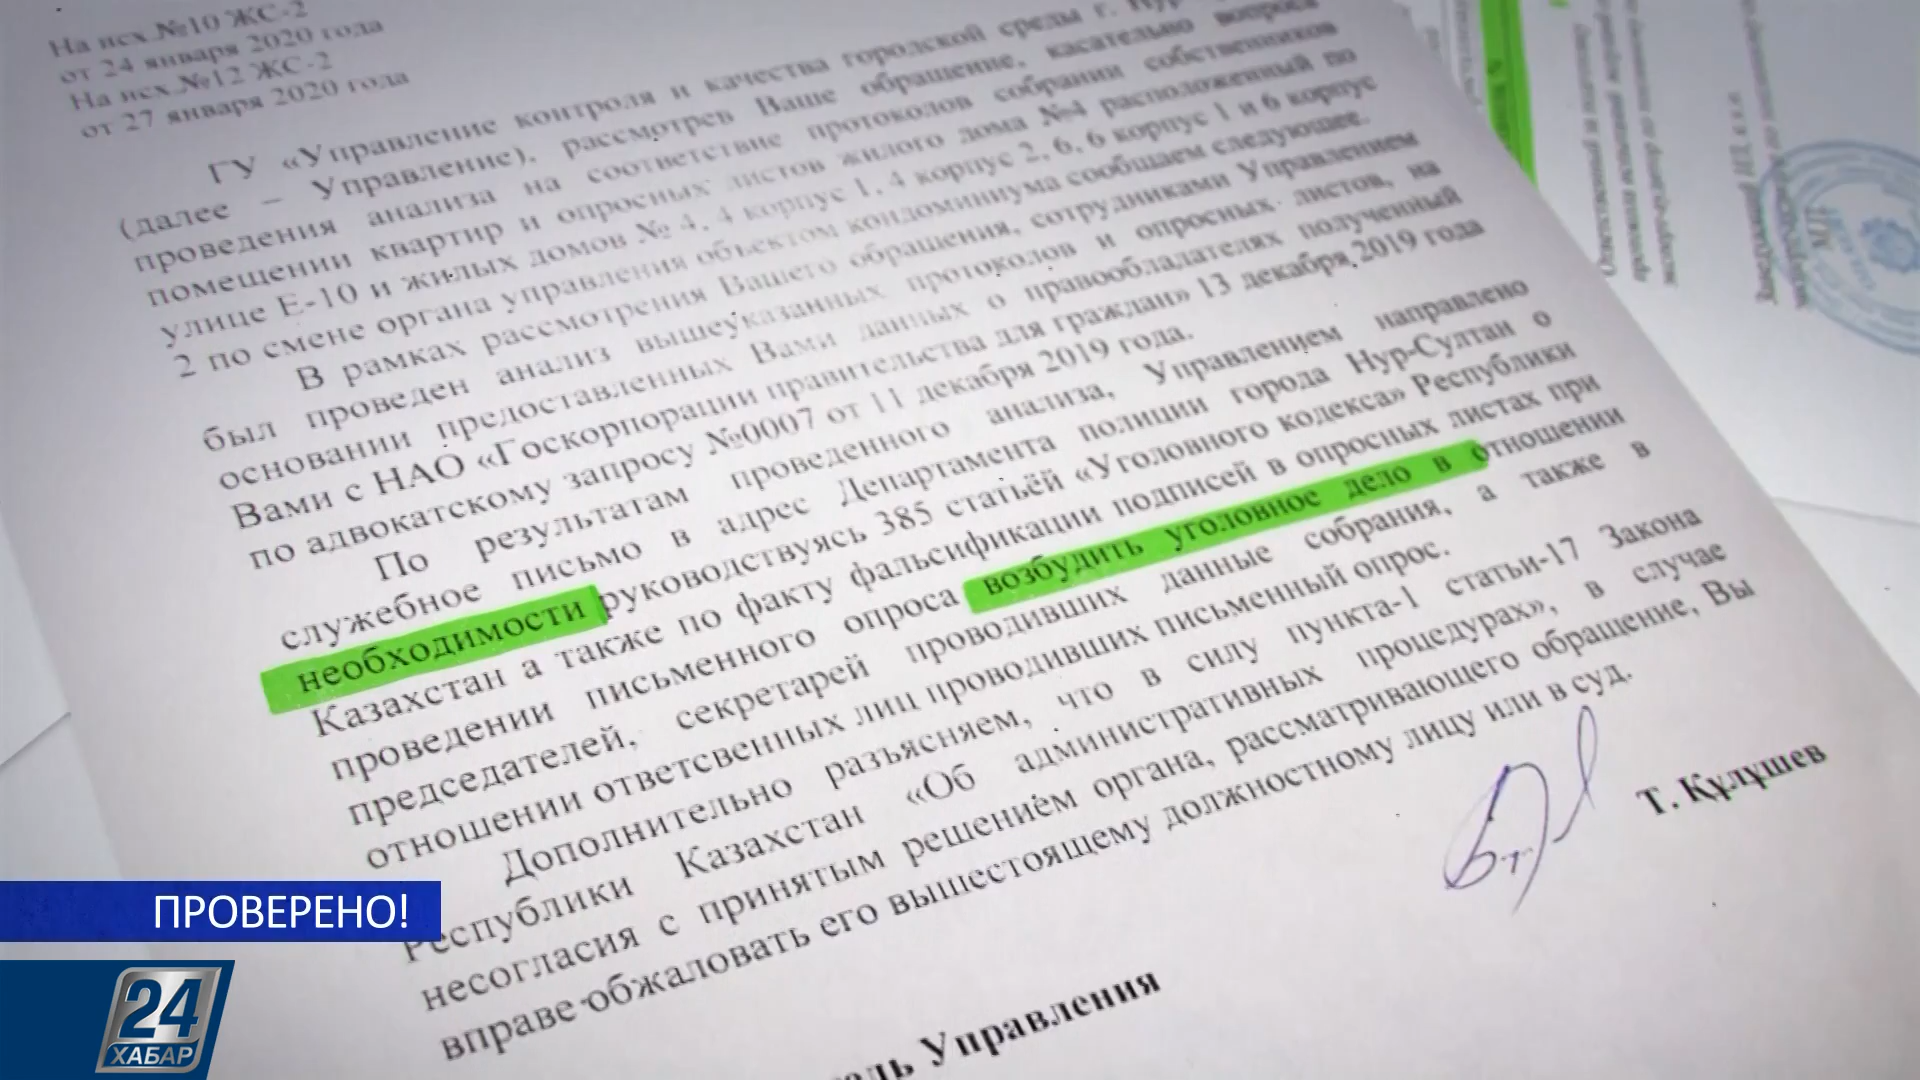 На исх.№10 ЖС-2
от 24 января 2020 года
На исх.№12 ЖС-2
от 27 января 2020 года
ГУ «Управление контроля и качества городской среды г.
(далее – Управление), рассмотрев Ваше обращение, касательно вопроса
проведения анализа на соответствие протоколов собрании собственников
помещении квартир и опросных листов жилого дома №4 расположенный по
улице Е-10 и жилых домов № 4, 4 корпус 1, 4 корпус 2, 6, 6 корпус 1 и 6 корпус
2 по смене органа управления объектом кондоминиума сообщаем следующее.
В рамках рассмотрения Вашего обращения, сотрудниками Управлением
был проведен анализ вышеуказанных протоколов и опросных листов, на
основании предоставленных Вами данных о правообладателях полученный
Вами с НАО «Госкорпорации правительства для граждан» 13 декабря 2019 года
по адвокатскому запросу №0007 от 11 декабря 2019 года.
По результатам проведенного анализа, Управлением направлено
служебное письмо в адрес Департамента полиции города Нур-Султан о
необходимости руководствуясь 385 статьёй «Уголовного кодекса» Республики
Казахстан а также по факту фальсификации подписей в опросных листах при
проведении письменного опроса возбудить уголовное дело в отношении
председателей, секретарей проводивших данные собрания, а также в
отношении ответсвенных лиц проводивших письменный опрос.
Дополнительно разъясняем, что в силу пункта-1 статьи-17 Закона
Республики Казахстан «Об административных процедурах», в случае
несогласия с принятым решением органа, рассматривающего обращение, Вы
вправе обжаловать его вышестоящему должностному лицу или в суд.
Т. Құлушев
Управления
ПРОВЕРЕНО!
24
ХАБАР